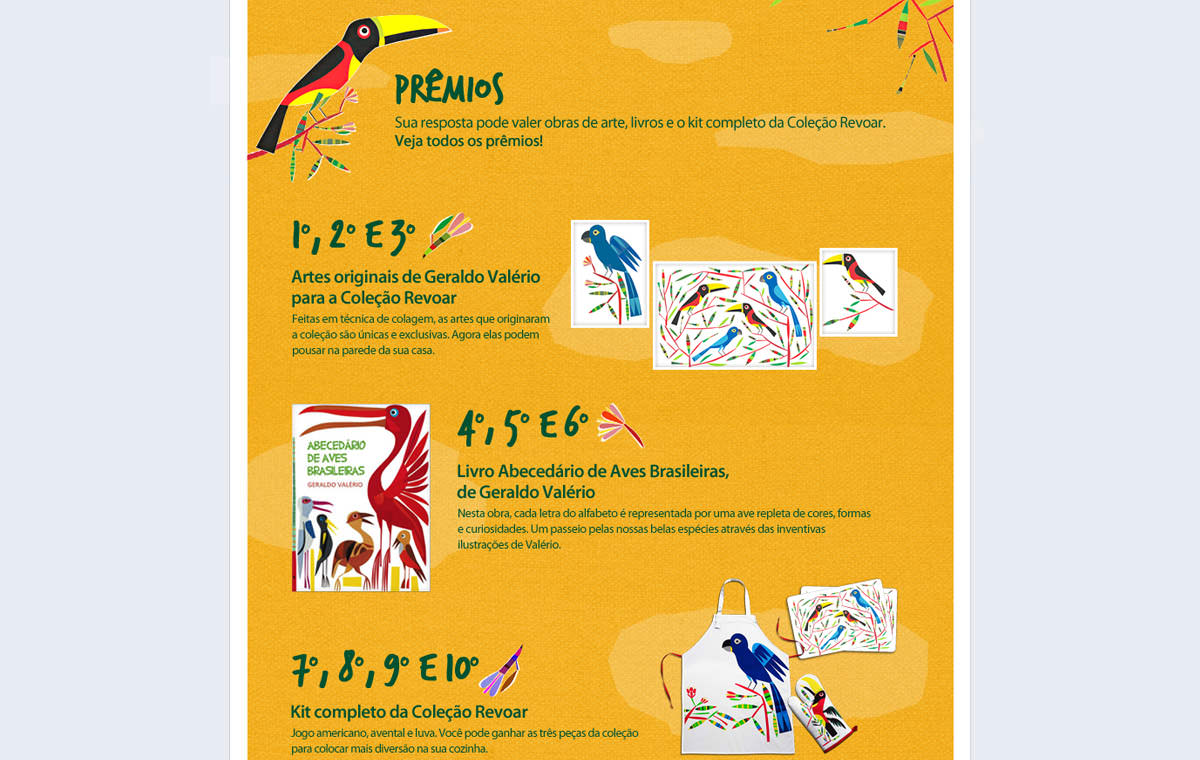 PRÊMIOS
Sua resposta pode valer obras de arte, livros e o kit completo da Coleção Revoar.
Veja todos os prêmios!
1º, 2º E 3º
Artes originais de Geraldo Valério
para a Coleção Revoar
Feitas em técnica de colagem, as artes que originaram
a coleção são únicas e exclusivas. Agora elas podem
pousar na parede da sua casa.
ABECEDÁRIO
DE AVES
BRASILEIRAS
GERALDO VALÉRIO
4º, 5º E 6º
Livro Abecedário de Aves Brasileiras,
de Geraldo Valério
Nesta obra, cada letra do alfabeto é representada por uma ave repleta de cores, formas
e curiosidades. Um passeio pelas nossas belas espécies através das inventivas
ilustrações de Valério.
7º, 8º, 9º E 10º
Kit completo da Coleção Revoar
Jogo americano, avental e luva. Você pode ganhar as três peças da coleção
para colocar mais diversão na sua cozinha.